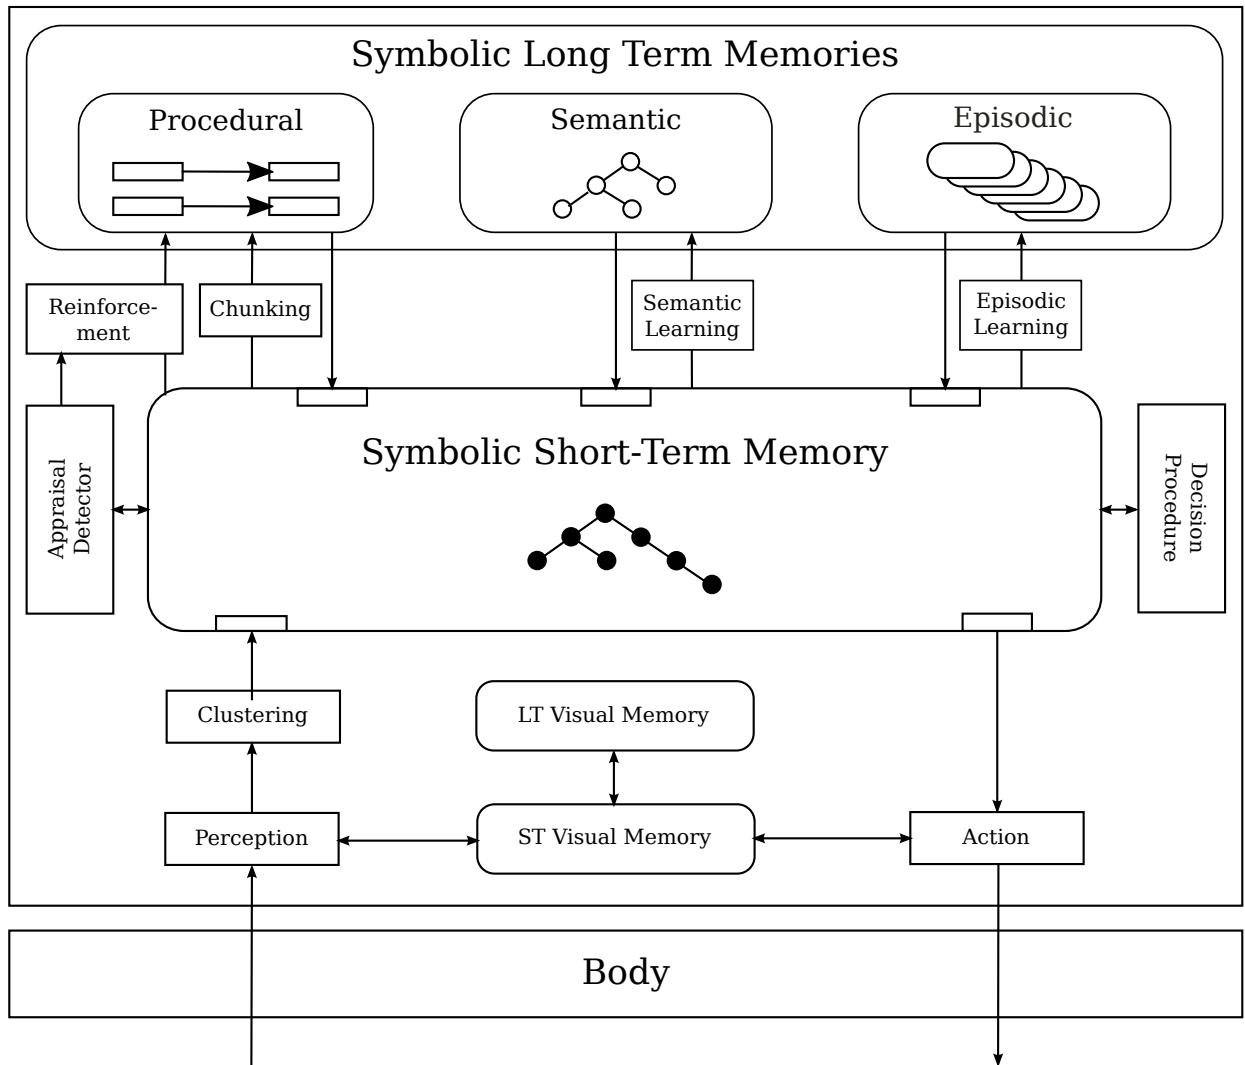 Symbolic Long Term Memories
Procedural
Semantic
Episodic
Reinforce-
ment
Chunking
Semantic
Learning
Episodic
Learning
Appraisal
Detector
Symbolic Short-Term Memory
Decision
Procedure
Clustering
LT Visual Memory
Perception
ST Visual Memory
Action
Body